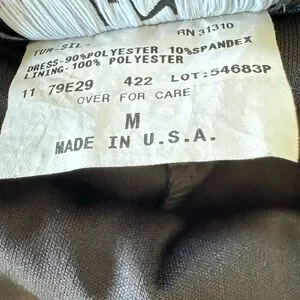 RN 31310
TUR-SIL
DRESS-90%POLYESTER 10%SPANDEX
LINING-100% POLYESTER
11 79E29 422 LOT:54683P
OVER FOR CARE
M
MADE IN U.S.A.